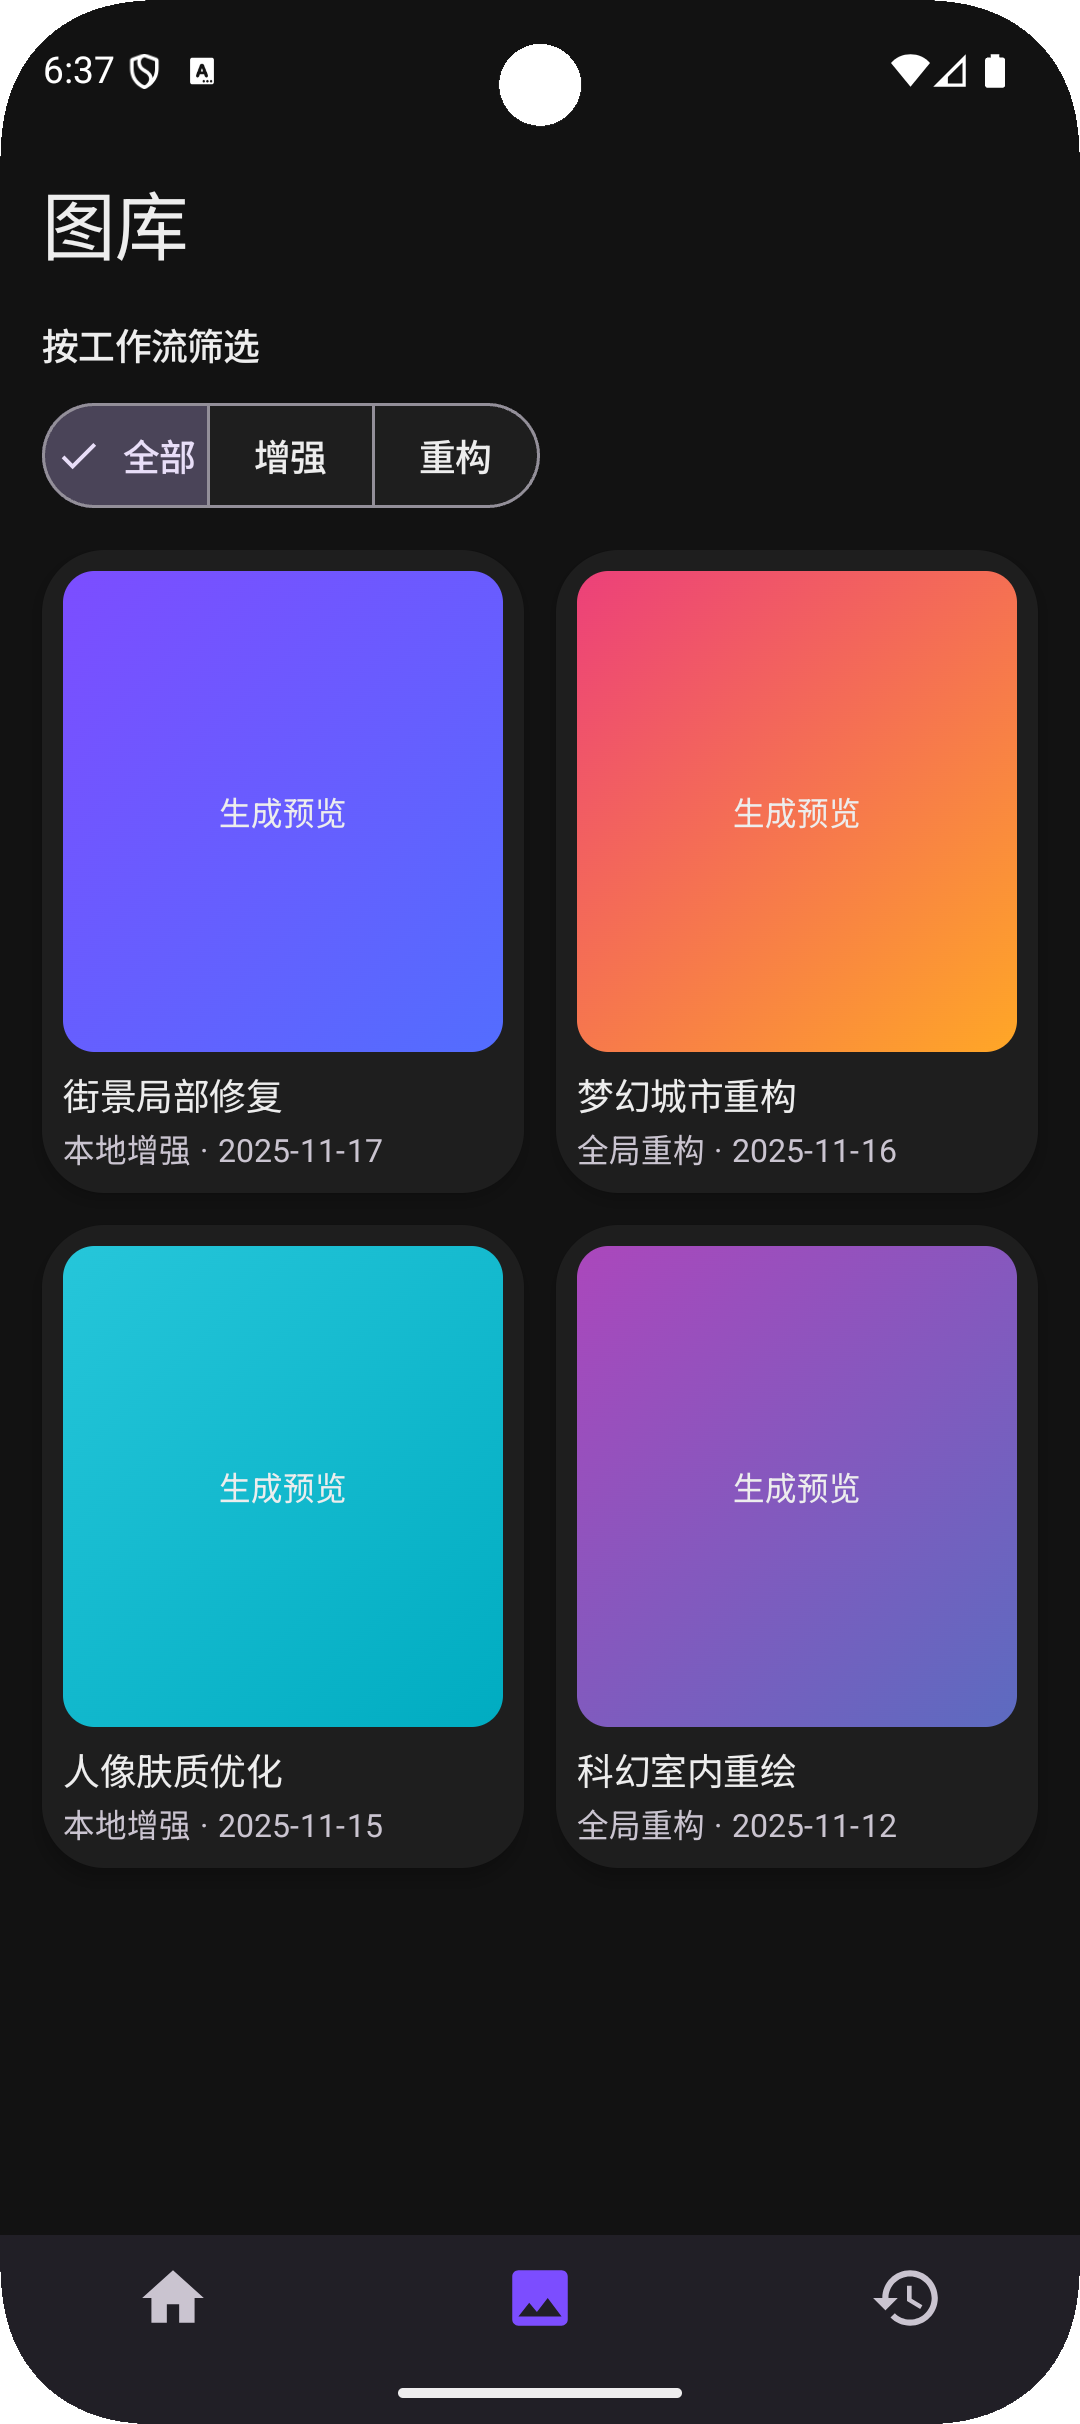 6:37
图库
按工作流筛选
全部 增强 重构
生成预览 生成预览
街景局部修复 梦幻城市重构
本地增强 · 2025-11-17 全局重构 · 2025-11-16
生成预览 生成预览
人像肤质优化 科幻室内重绘
本地增强 · 2025-11-15 全局重构 · 2025-11-12